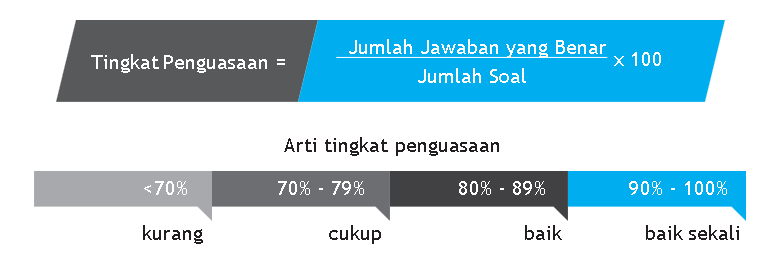 Tingkat Penguasaan =
Jumlah Jawaban yang Benar
Jumlah Soal
x 100
Arti tingkat penguasaan
<70% 70% - 79% 80% - 89% 90% - 100%
kurang cukup baik baik sekali